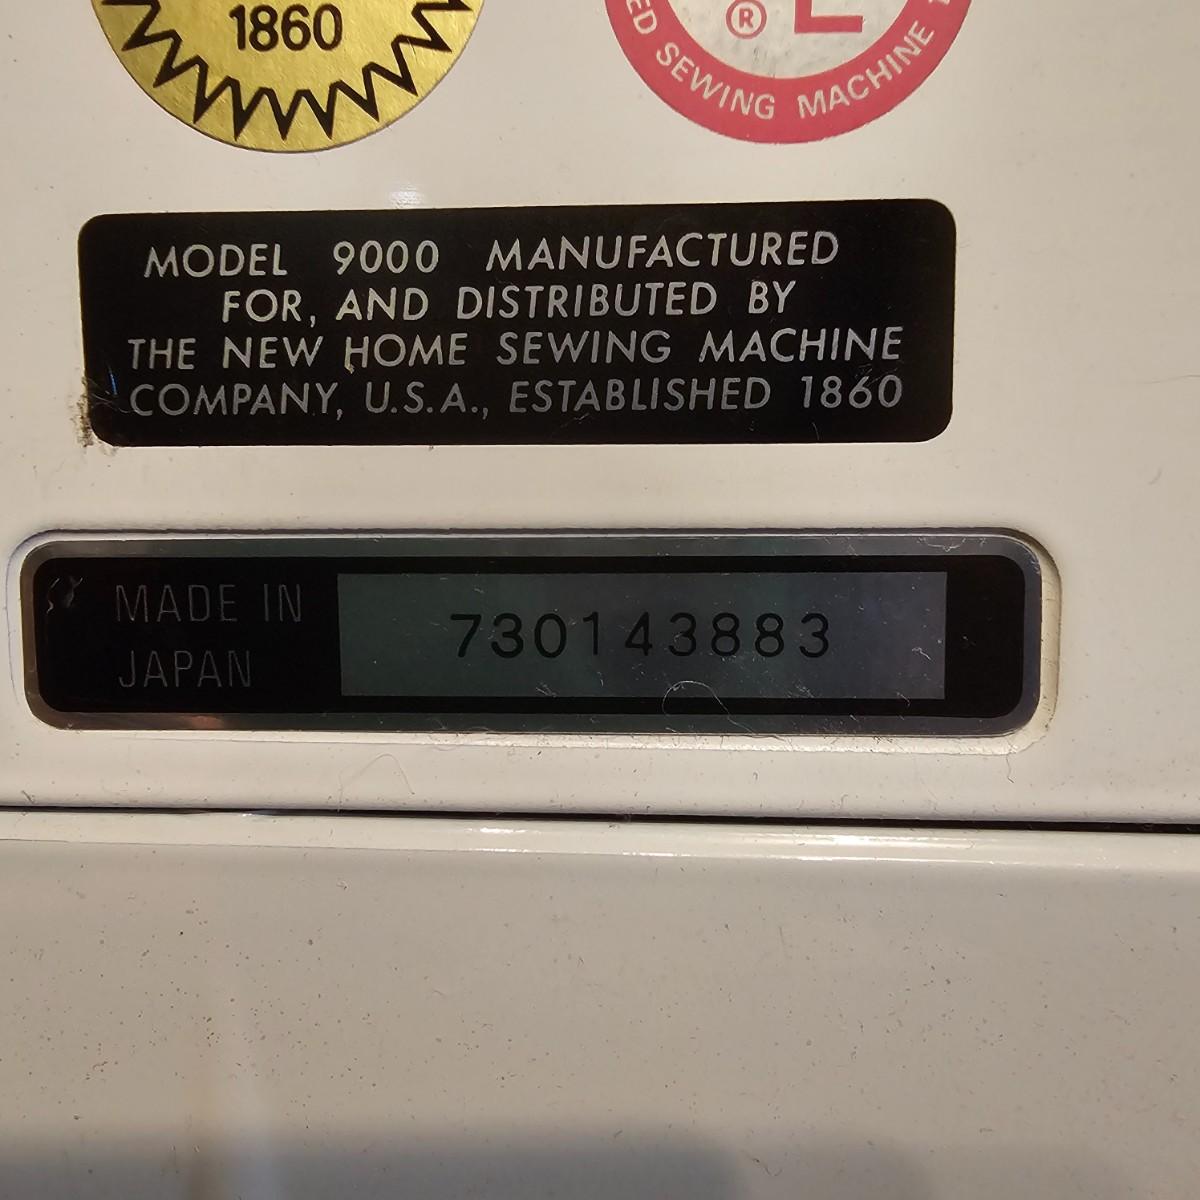 1860
® L
ED SEWING MACHINE
MODEL 9000 MANUFACTURED
FOR, AND DISTRIBUTED BY
THE NEW HOME SEWING MACHINE
COMPANY, U.S.A., ESTABLISHED 1860
MADE IN
JAPAN
730143883